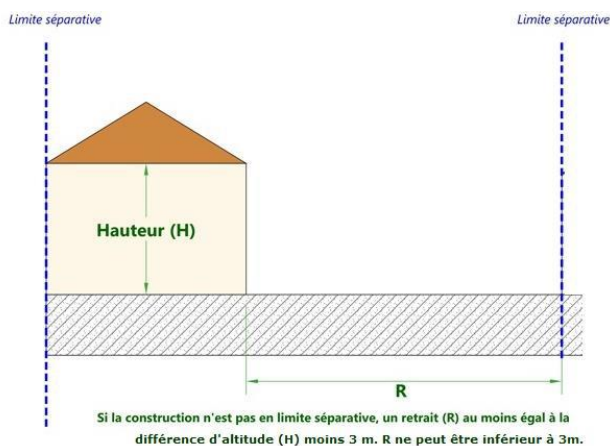 Limite séparative
Limite séparative
Hauteur (H)
R
Si la construction n'est pas en limite séparative, un retrait (R) au moins égal à la
différence d'altitude (H) moins 3 m. R ne peut être inférieur à 3m.